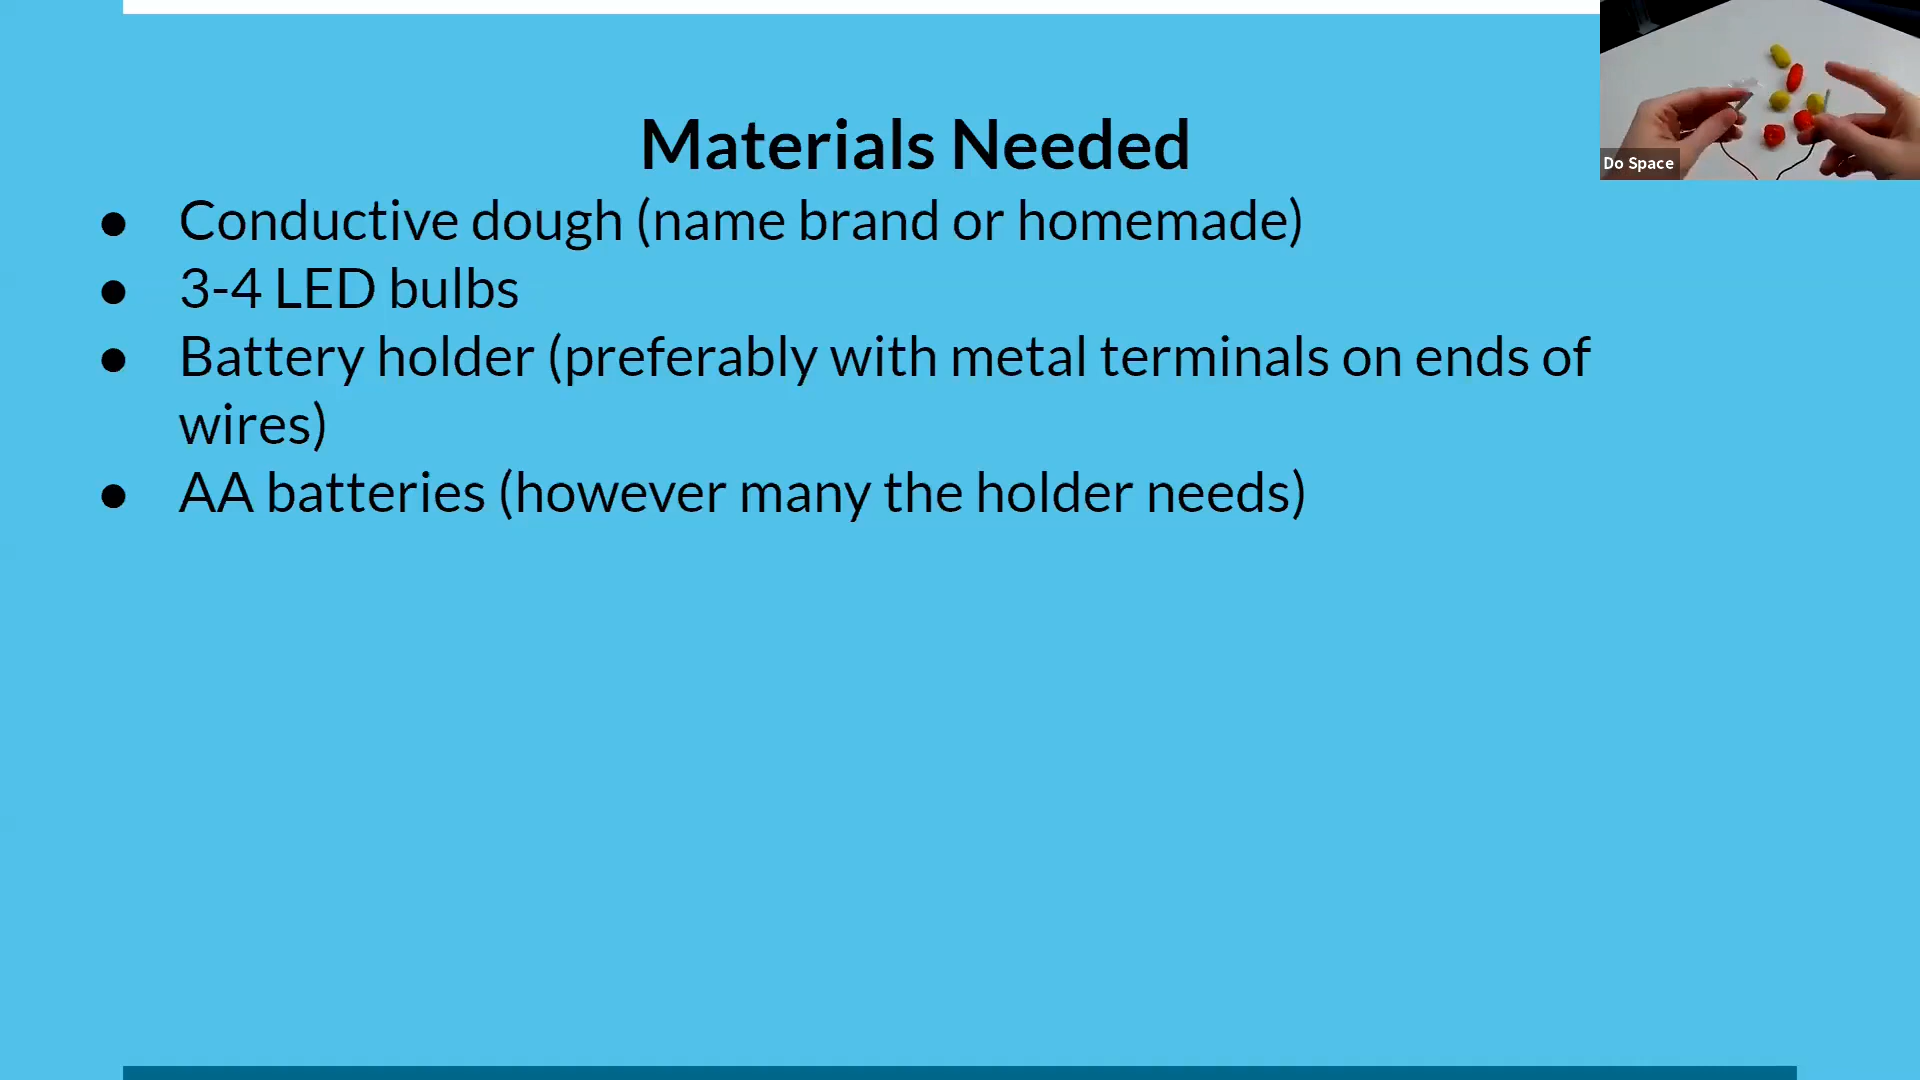 Materials Needed
● Conductive dough (name brand or homemade)
● 3-4 LED bulbs
● Battery holder (preferably with metal terminals on ends of
wires)
● AA batteries (however many the holder needs)
Do Space